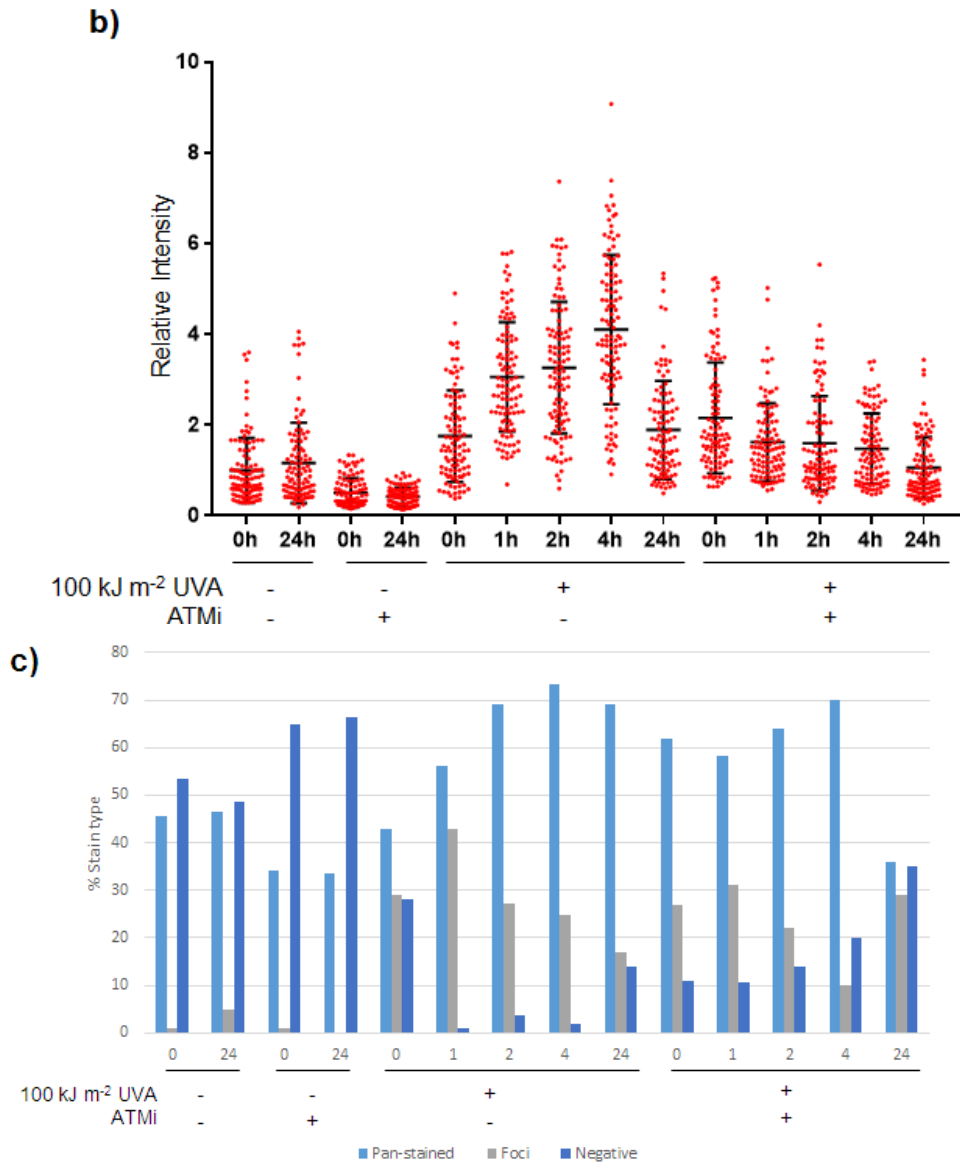 b)
10
8
6
4
2
0
Relative Intensity
0h 24h 0h 24h 0h 1h 2h 4h 24h 0h 1h 2h 4h 24h
100 kJ m-2 UVA - - + +
ATMi - + - +
c)
80
70
60
50
40
30
20
10
0
% Stain type
0 24 0 24 0 1 2 4 24 0 1 2 4 24
100 kJ m-2 UVA - - + +
ATMi - + - +
Pan-stained Foci Negative